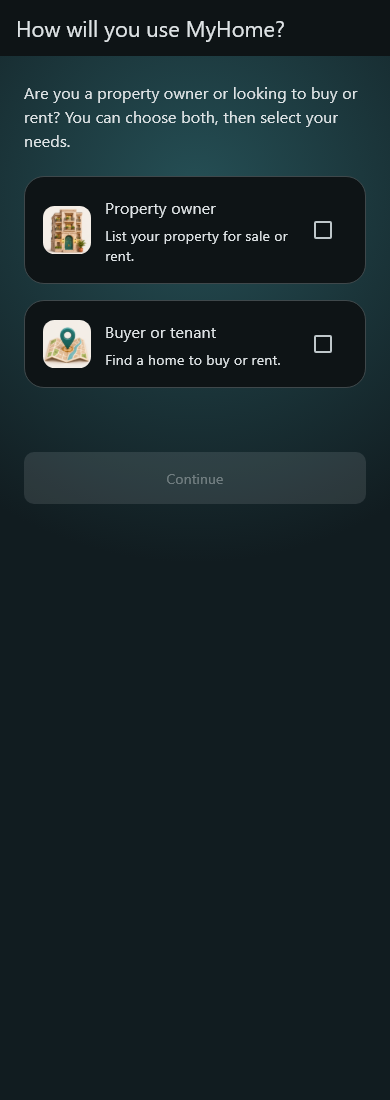 How will you use MyHome?
Are you a property owner or looking to buy or
rent? You can choose both, then select your
needs.
Property owner
List your property for sale or
rent.
Buyer or tenant
Find a home to buy or rent.
Continue